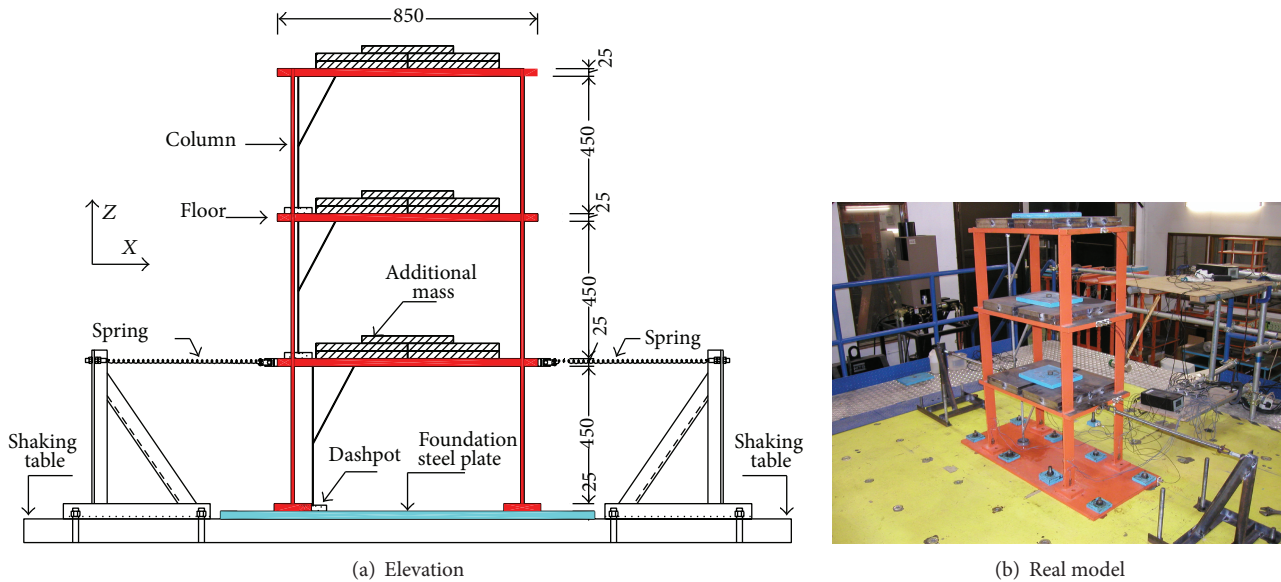 850
25
Column
450
Floor
25
Z
X
Additional
mass
450
Spring
25
Spring
Shaking
table
Dashpot
Foundation
steel plate
450
Shaking
table
25
(a) Elevation
(b) Real model